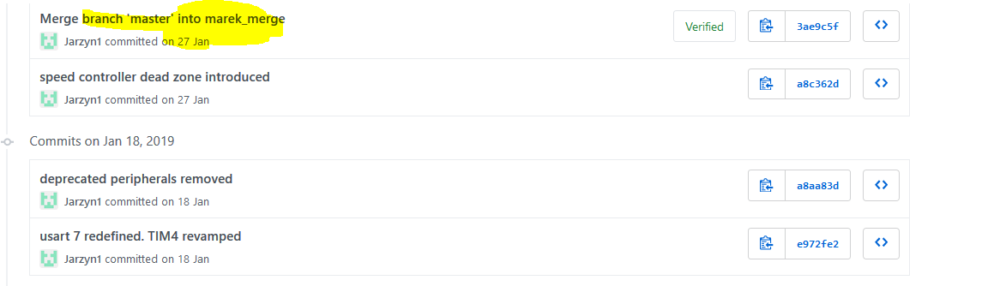 Merge branch 'master' into marek_merge
Jarzyn1 committed on 27 Jan
Verified
3ae9c5f
speed controller dead zone introduced
Jarzyn1 committed on 27 Jan
a8c362d
Commits on Jan 18, 2019
deprecated peripherals removed
Jarzyn1 committed on 18 Jan
a8aa83d
usart 7 redefined. TIM4 revamped
Jarzyn1 committed on 18 Jan
e972fe2